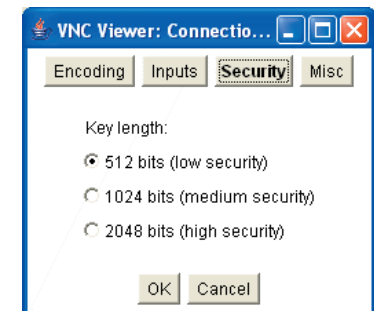 VNC Viewer: Connectio...
Encoding Inputs Security Misc
Key length:
512 bits (low security)
1024 bits (medium security)
2048 bits (high security)
OK Cancel